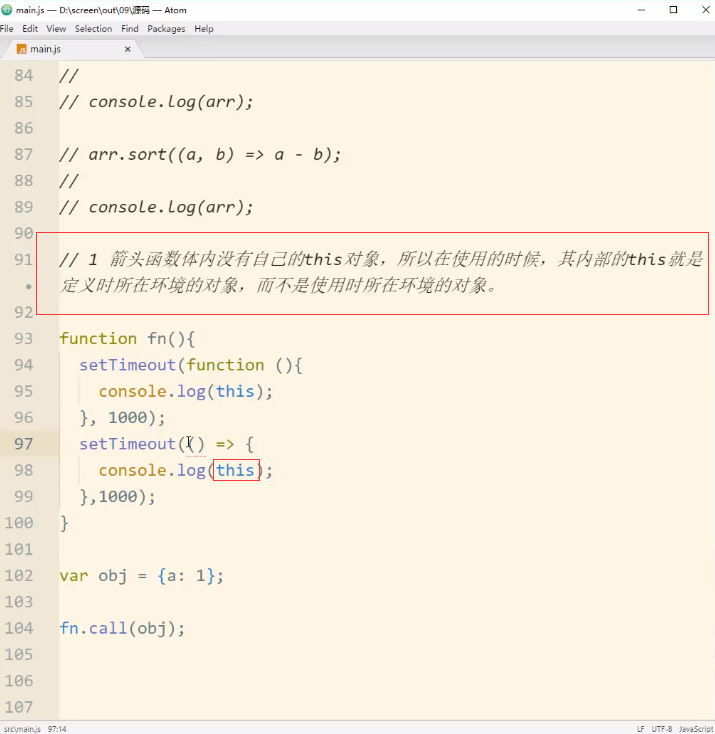 main.js — D:\screen\out\09\源码 — Atom
File Edit View Selection Find Packages Help
main.js
84 //
85 // console.log(arr);
86
87 // arr.sort((a, b) => a - b);
88 //
89 // console.log(arr);
90
91 // 1 箭头函数体内没有自己的this对象，所以在使用的时候，其内部的this就是
• 定义时所在环境的对象，而不是使用时所在环境的对象。
92
93 function fn(){
94 setTimeout(function (){
95 console.log(this);
96 }, 1000);
97 setTimeout(() => {
98 console.log(this);
99 },1000);
100 }
101
102 var obj = {a: 1};
103
104 fn.call(obj);
105
106
107
src\main.js 97:14 LF UTF-8 JavaScript